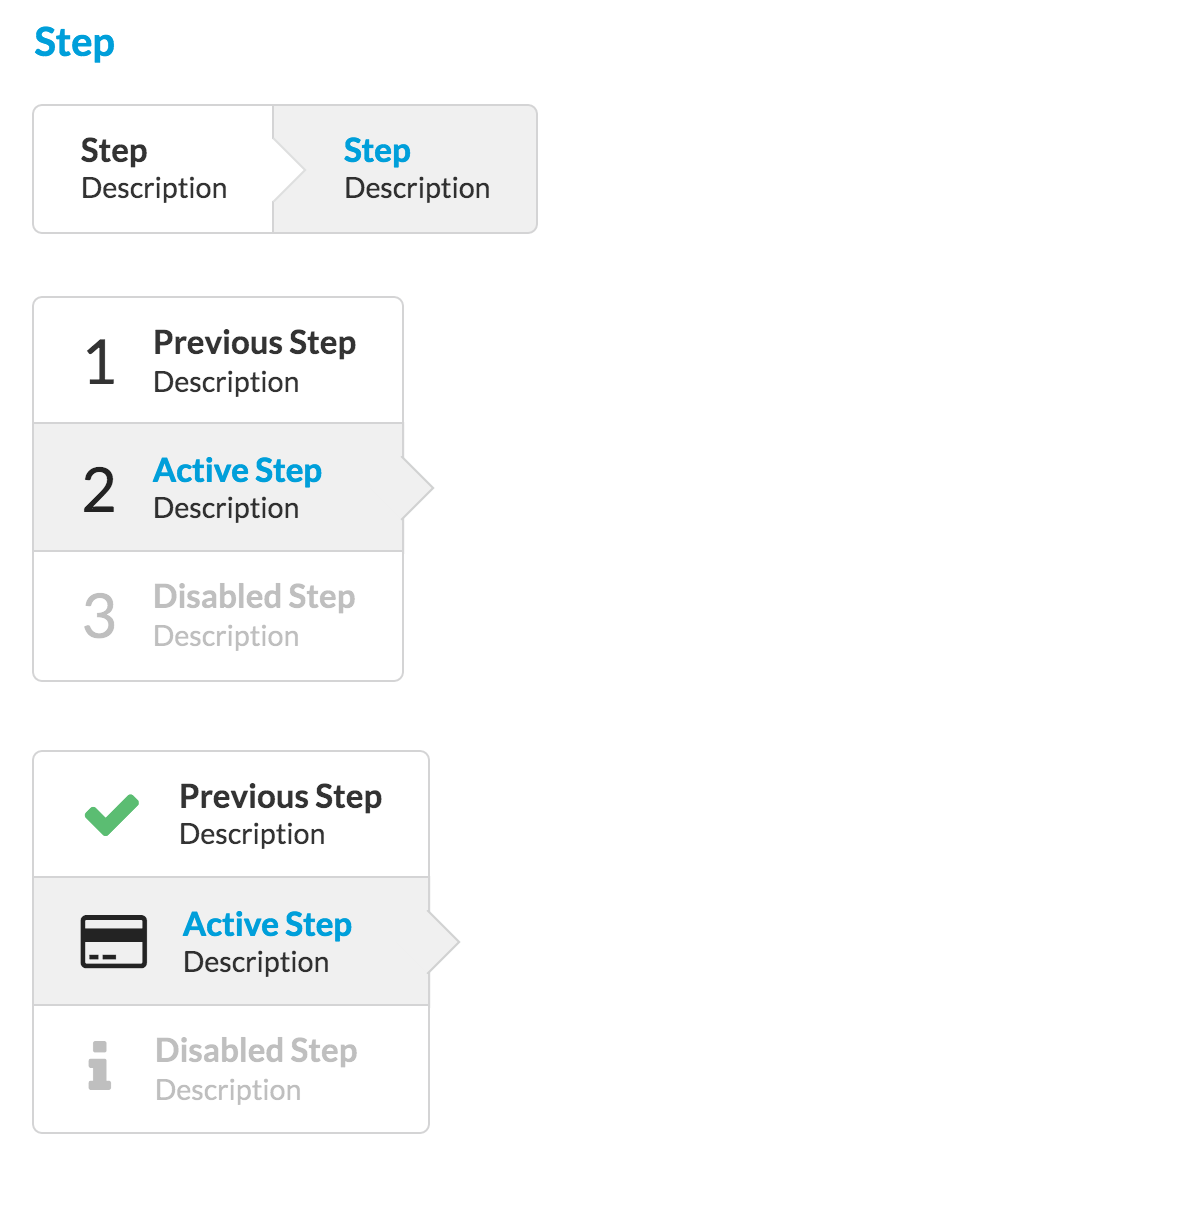 Step
Step
Description
Step
Description
1
Previous Step
Description
2
Active Step
Description
3
Disabled Step
Description
Previous Step
Description
Active Step
Description
Disabled Step
Description